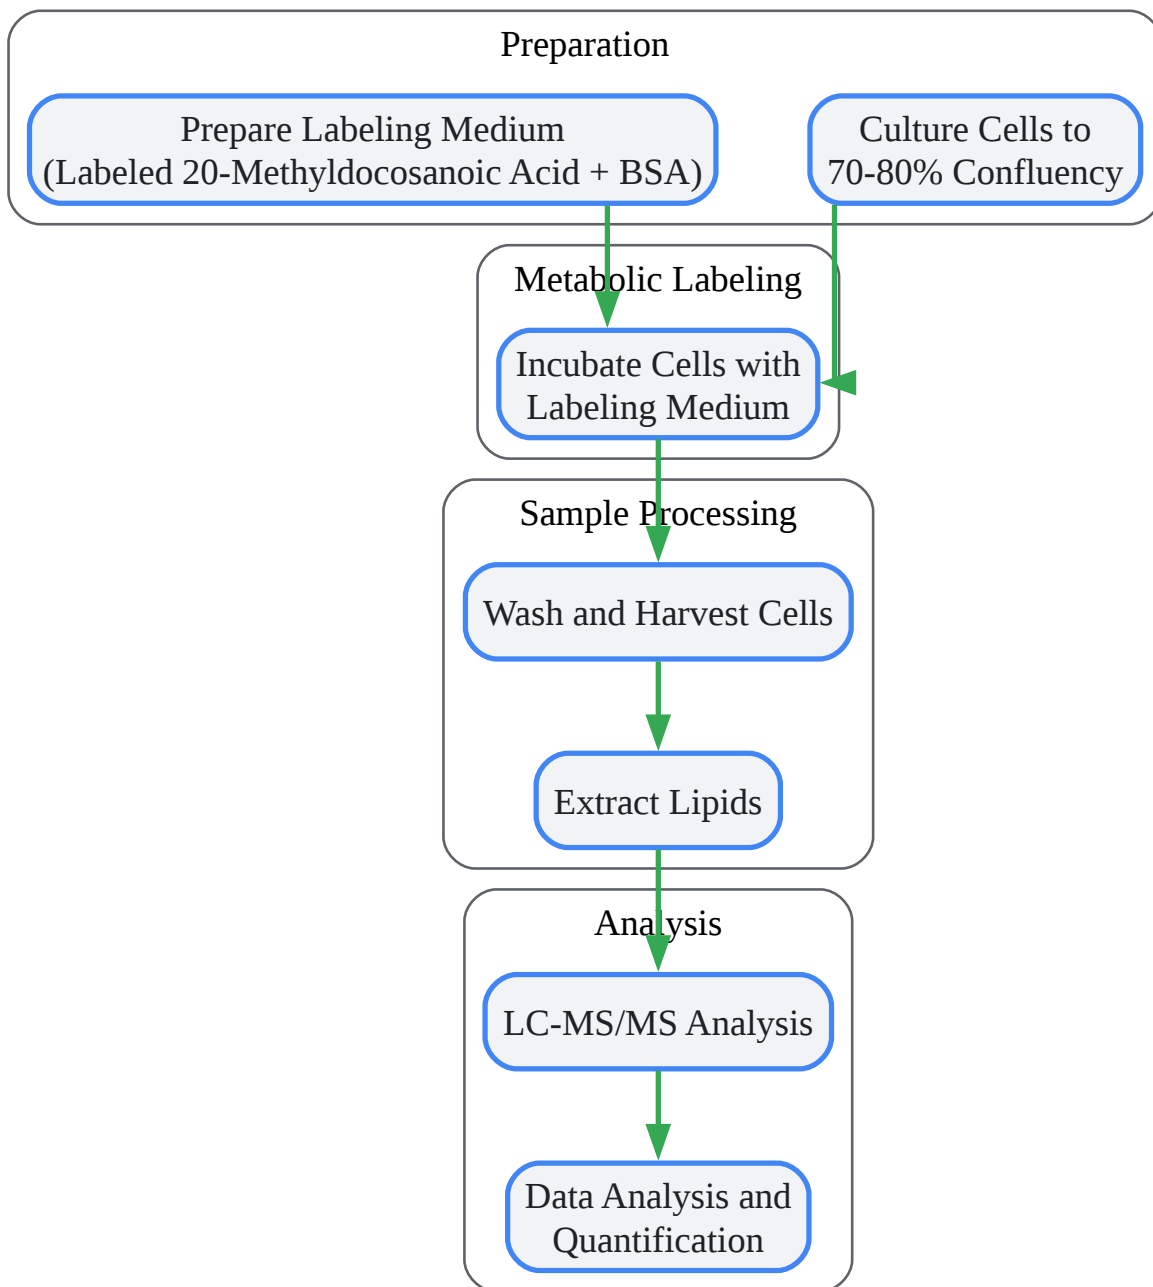 Preparation
Prepare Labeling Medium
(Labeled 20-Methyldocosanoic Acid + BSA)
Culture Cells to
70-80% Confluency
Metabolic Labeling
Incubate Cells with
Labeling Medium
Sample Processing
Wash and Harvest Cells
Extract Lipids
Analysis
LC-MS/MS Analysis
Data Analysis and
Quantification